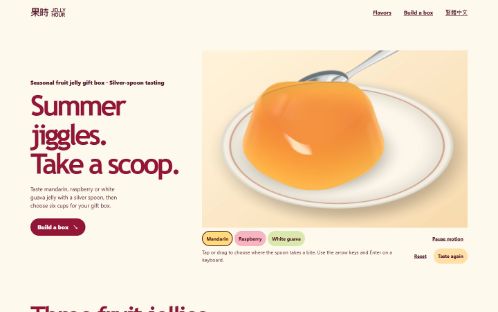 果時 JELLY HOUR
Flavors Build a box 繁體中文
Seasonal fruit jelly gift box · Silver-spoon tasting
Summer
jiggles.
Take a scoop.
Taste mandarin, raspberry or white
guava jelly with a silver spoon, then
choose six cups for your gift box.
Build a box ↘
Mandarin Raspberry White guava
Pause motion
Tap or drag to choose where the spoon takes a bite. Use the arrow keys and Enter on a
keyboard.
Reset Taste again
Three fruit jellies